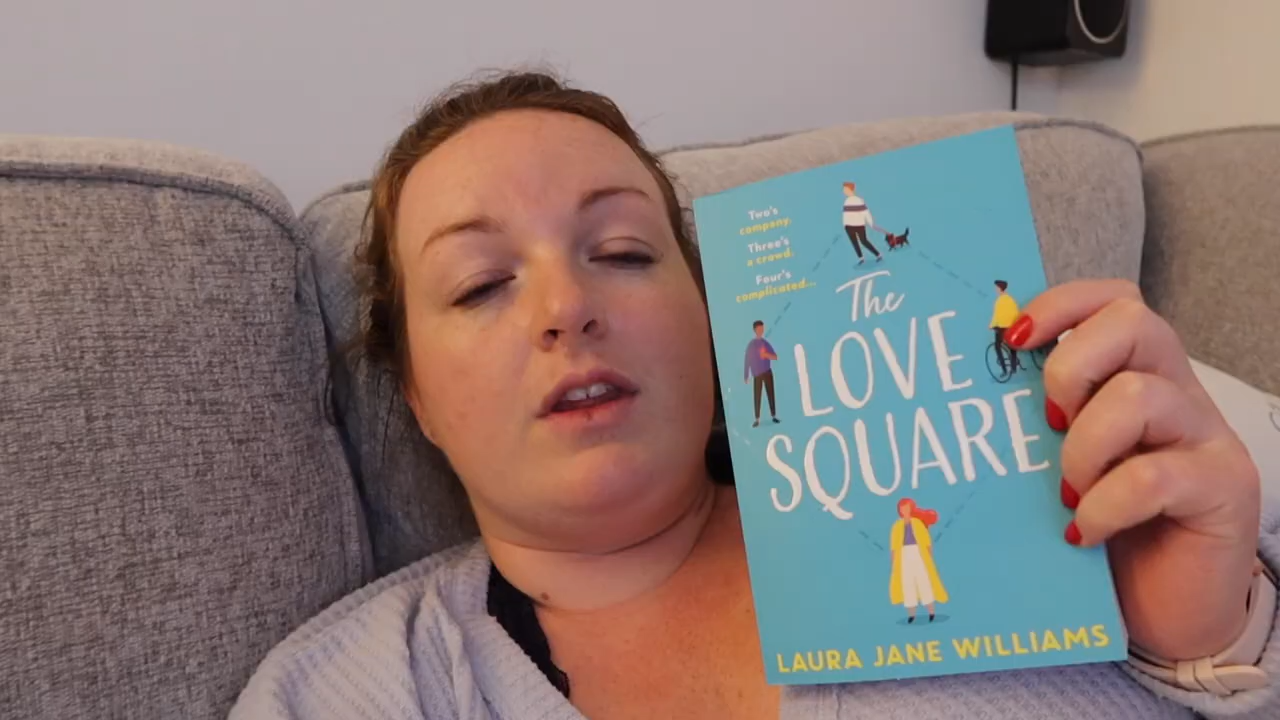 Two's
company.
Three's
a crowd.
Four's
complicated...
The
LOVE
SQUARE
LAURA JANE WILLIAMS